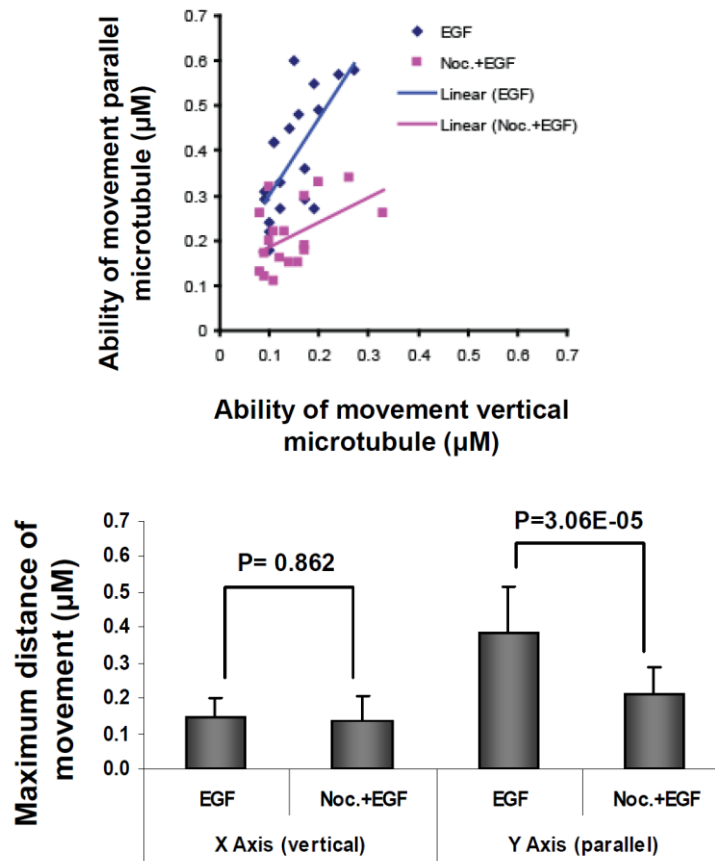 Ability of movement parallel
microtubule (μM)
0.7
0.6
0.5
0.4
0.3
0.2
0.1
0
0 0.1 0.2 0.3 0.4 0.5 0.6 0.7
EGF
Noc.+EGF
Linear (EGF)
Linear (Noc.+EGF)
Ability of movement vertical
microtubule (μM)
Maximum distance of
movement (μM)
0.7
0.6
0.5
0.4
0.3
0.2
0.1
0.0
P= 0.862
P=3.06E-05
EGF Noc.+EGF EGF Noc.+EGF
X Axis (vertical) Y Axis (parallel)